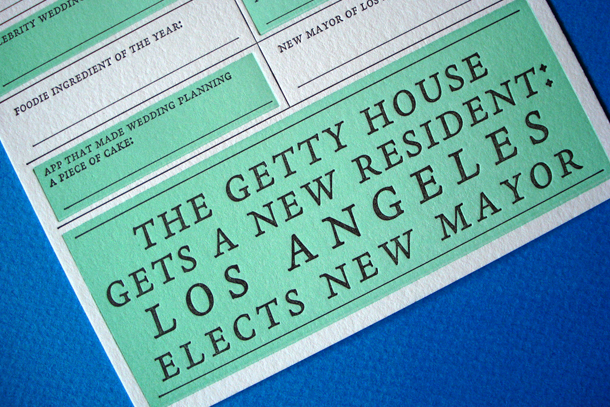 WEDDING
FOODIE INGREDIENT OF THE YEAR:
NEW MAYOR OF LOS
APP THAT MADE WEDDING PLANNING
A PIECE OF CAKE:
THE GETTY HOUSE
GETS A NEW RESIDENT:
LOS ANGELES
ELECTS NEW MAYOR